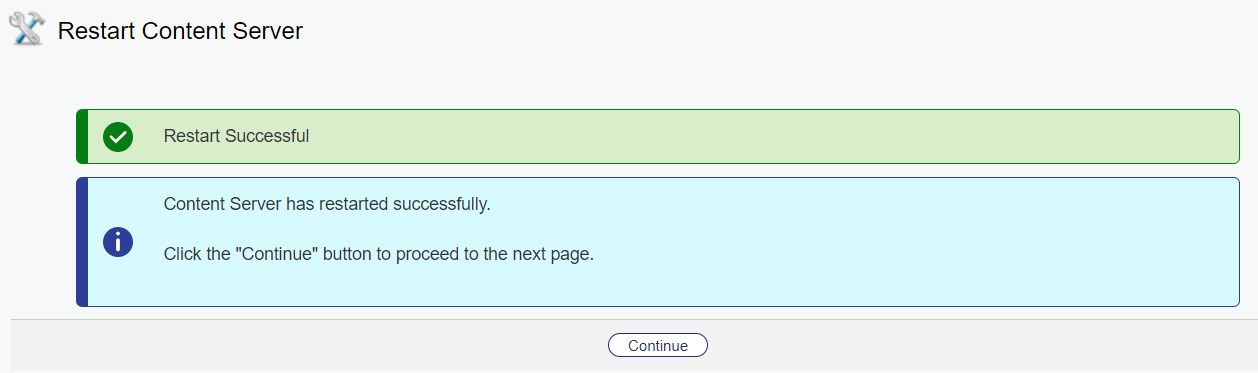 Restart Content Server
Restart Successful
Content Server has restarted successfully.
Click the "Continue" button to proceed to the next page.
Continue